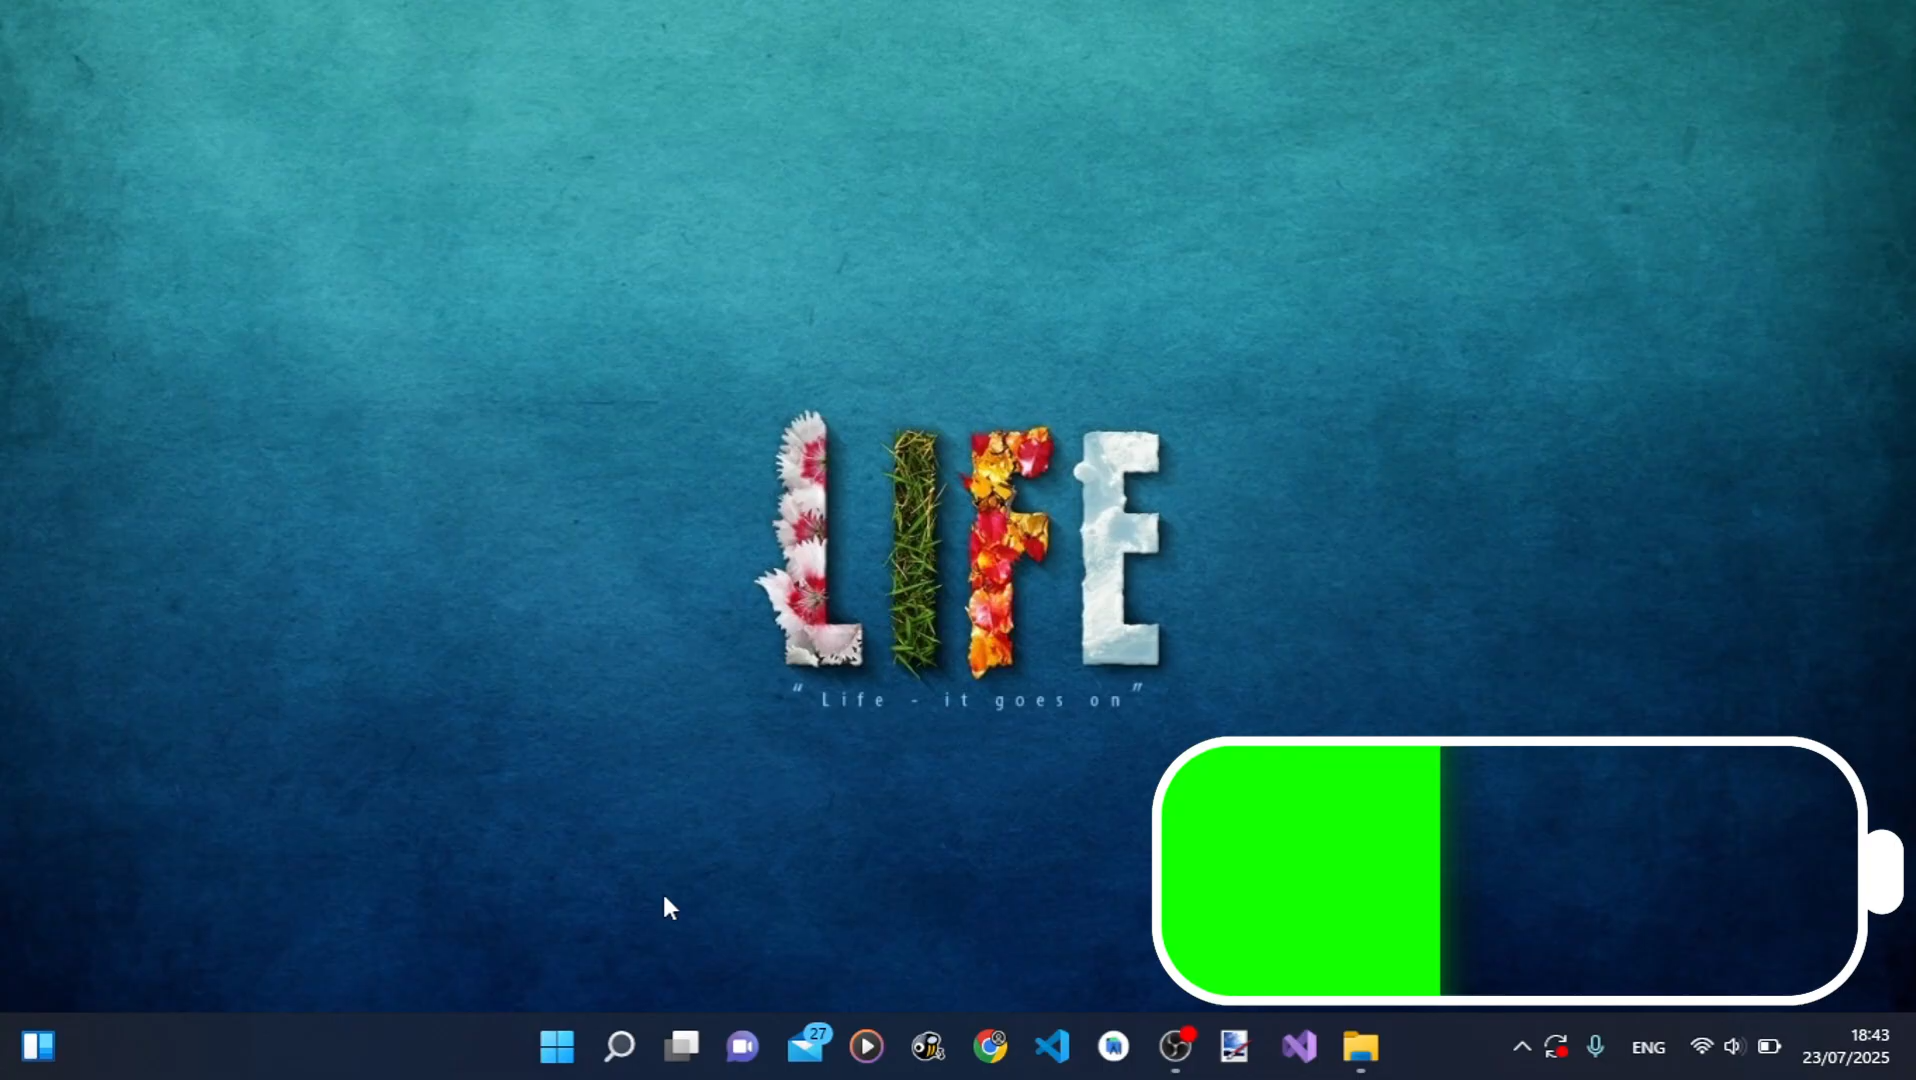 LIFE
“ Life - it goes on ”
27
ENG
18:43
23/07/2025